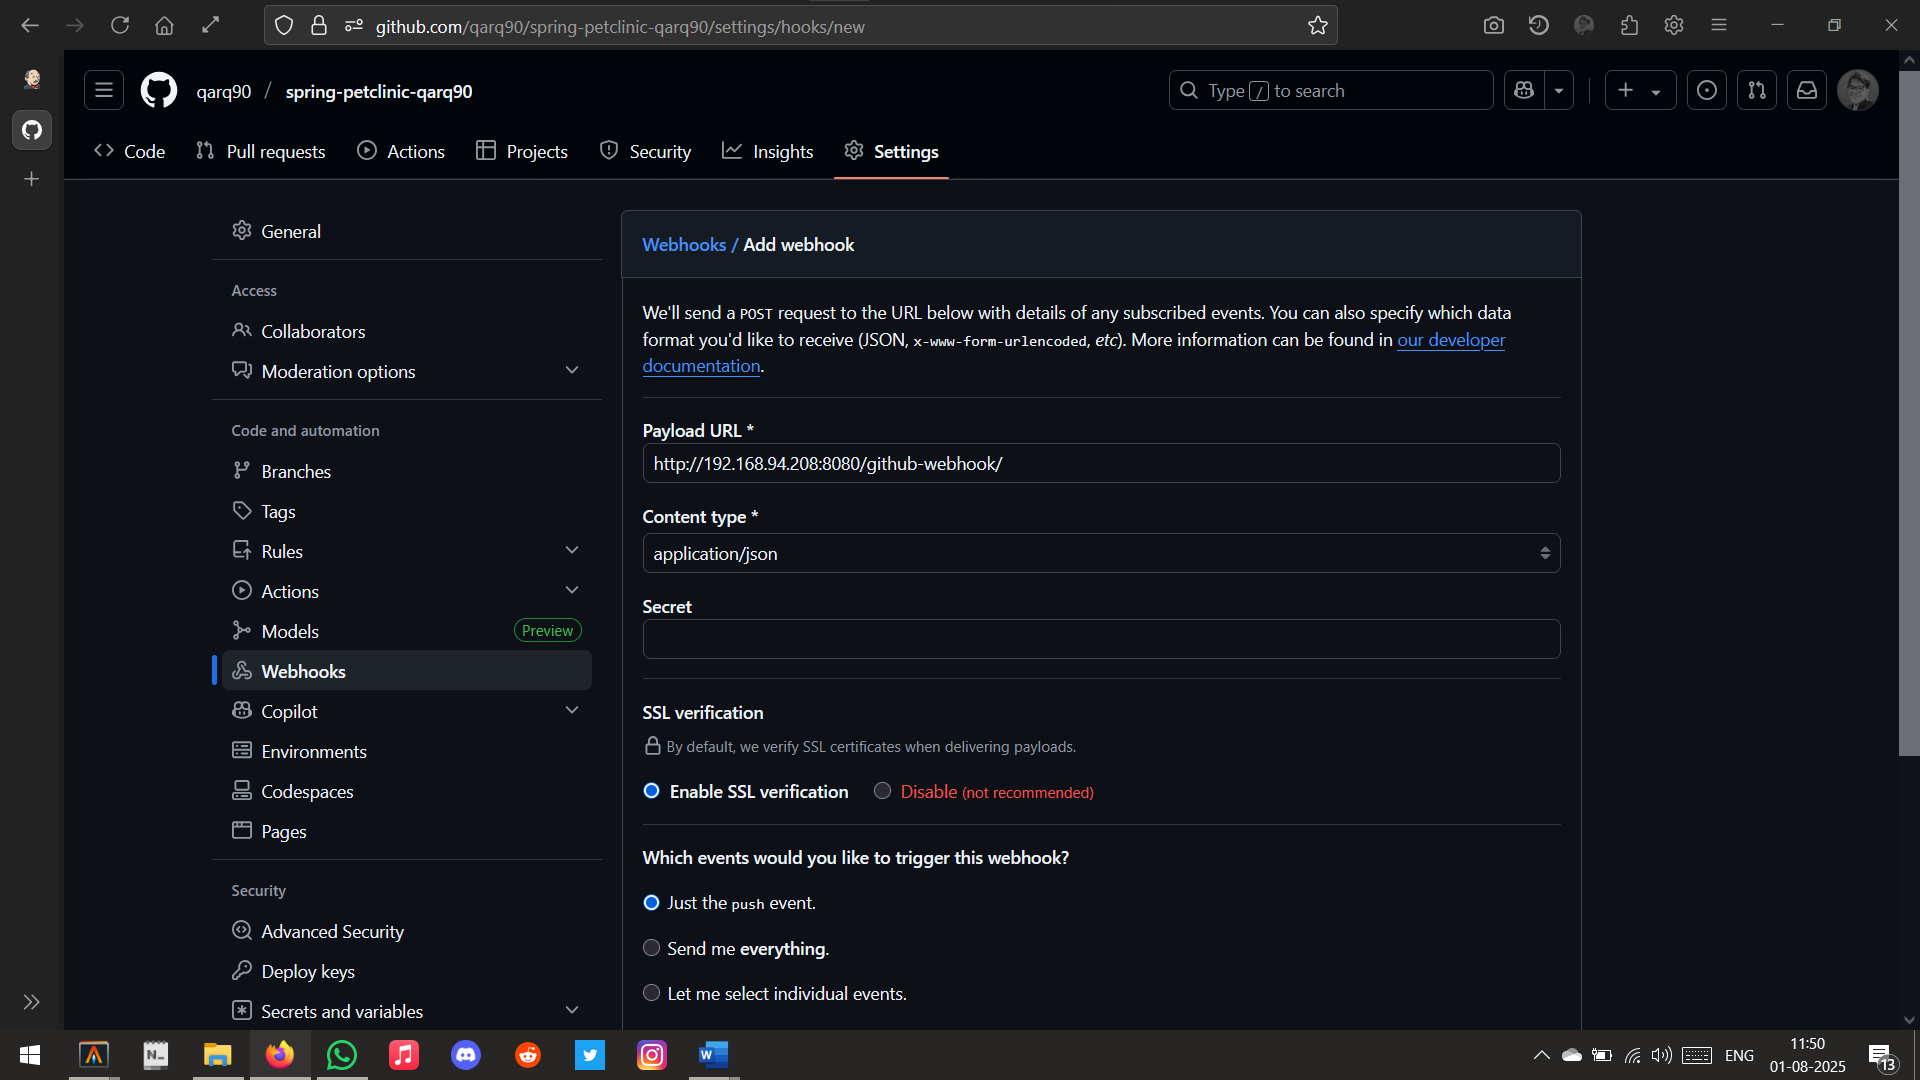 github.com/qarq90/spring-petclinic-qarq90/settings/hooks/new
qarq90 / spring-petclinic-qarq90
Type / to search
Code
Pull requests
Actions
Projects
Security
Insights
Settings
General
Access
Collaborators
Moderation options
Code and automation
Branches
Tags
Rules
Actions
Models
Preview
Webhooks
Copilot
Environments
Codespaces
Pages
Security
Advanced Security
Deploy keys
Secrets and variables
Webhooks / Add webhook
We'll send a POST request to the URL below with details of any subscribed events. You can also specify which data
format you'd like to receive (JSON, x-www-form-urlencoded, etc). More information can be found in our developer
documentation.
Payload URL *
http://192.168.94.208:8080/github-webhook/
Content type *
application/json
Secret
SSL verification
By default, we verify SSL certificates when delivering payloads.
Enable SSL verification
Disable (not recommended)
Which events would you like to trigger this webhook?
Just the push event.
Send me everything.
Let me select individual events.
N_
W
ENG
11:50
01-08-2025
13